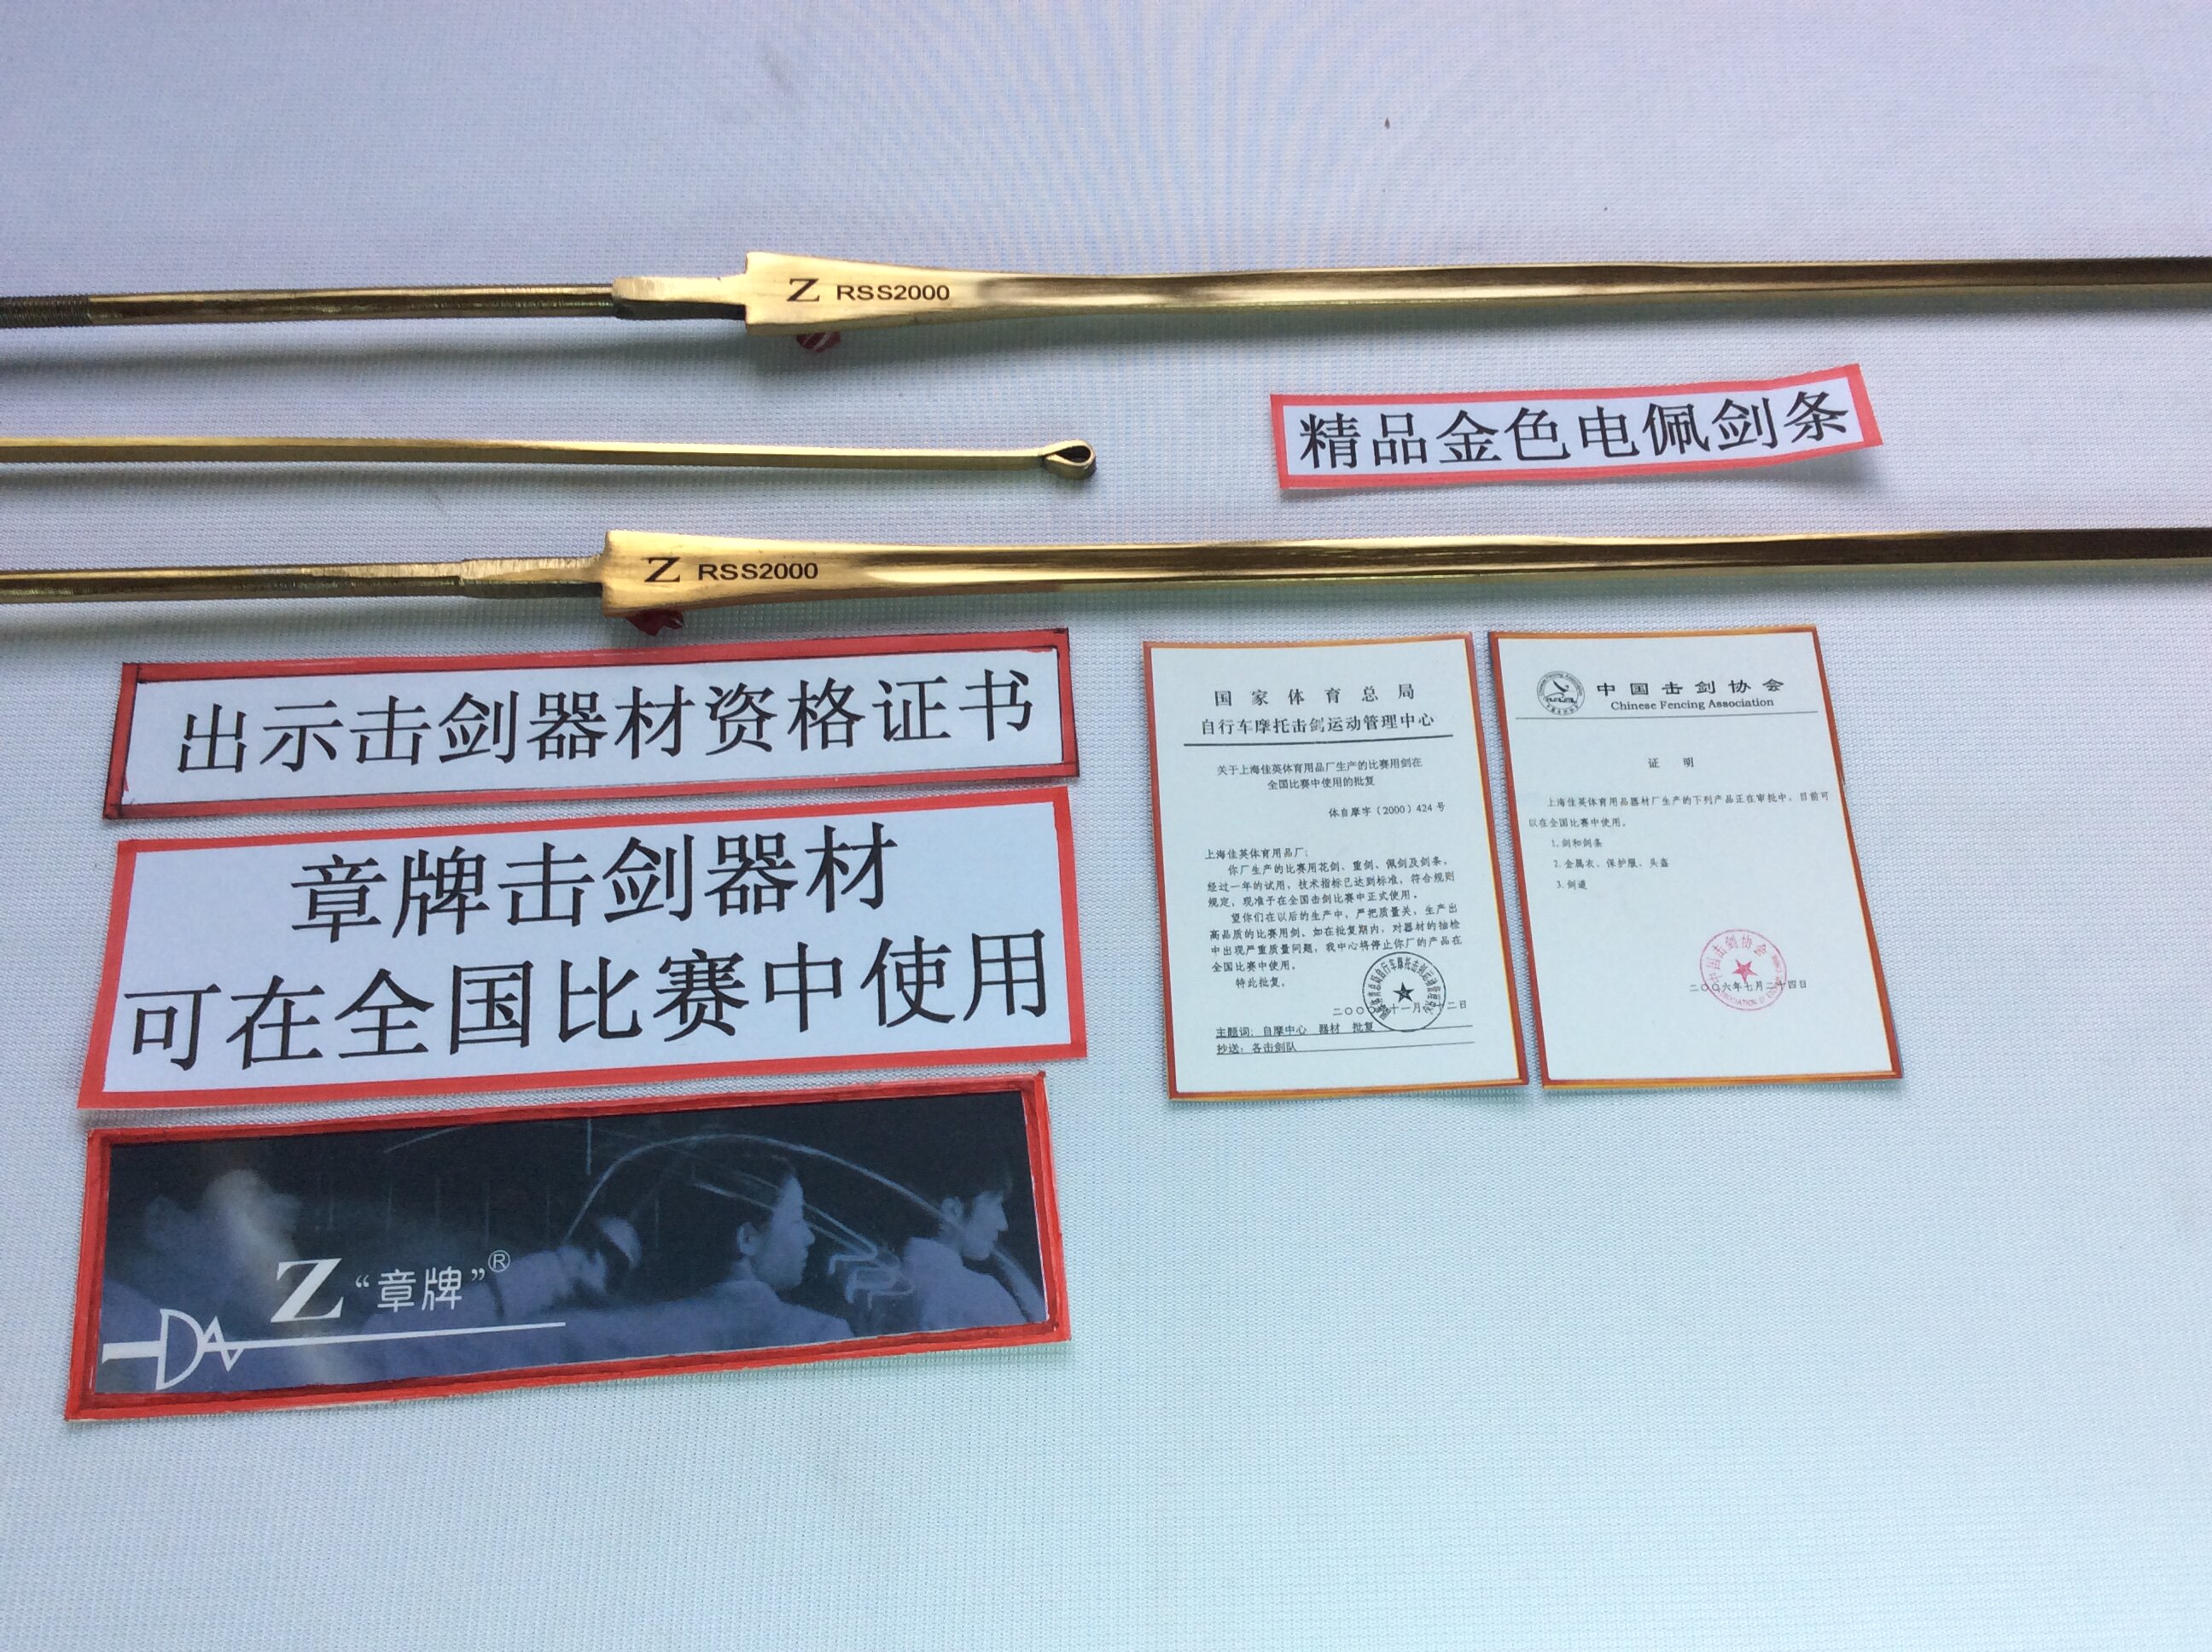 Z RSS2000
精品金色电佩剑条
Z RSS2000
出示击剑器材资格证书
章牌击剑器材
可在全国比赛中使用
Z “章牌”®
国家体育总局
自行车摩托击剑运动管理中心
关于上海佳英体育用品厂生产的比赛用剑在
全国比赛中使用的批复
体自摩字（2000）424号
上海佳英体育用品厂：
你厂生产的比赛用花剑、重剑、佩剑及剑条，
经过一年的试用，技术指标已达到标准，符合规则
规定，现准予在全国击剑比赛中正式使用。
望你们在以后的生产中，严把质量关，生产出
高品质的比赛用剑。如在批复期内，对器材的抽检
中出现严重质量问题，我中心将停止你厂的产品在
全国比赛中使用。
特此批复。
主题词：自摩中心 器材 批复
抄送：各击剑队
中国击剑协会
Chinese Fencing Association
证 明
上海佳英体育用品器材厂生产的下列产品正在审批中，目前可
以在全国比赛中使用。
1.剑和剑条
2.金属衣、保护服、头盔
3.剑道
中国击剑协会
二〇〇六年七月二十四日